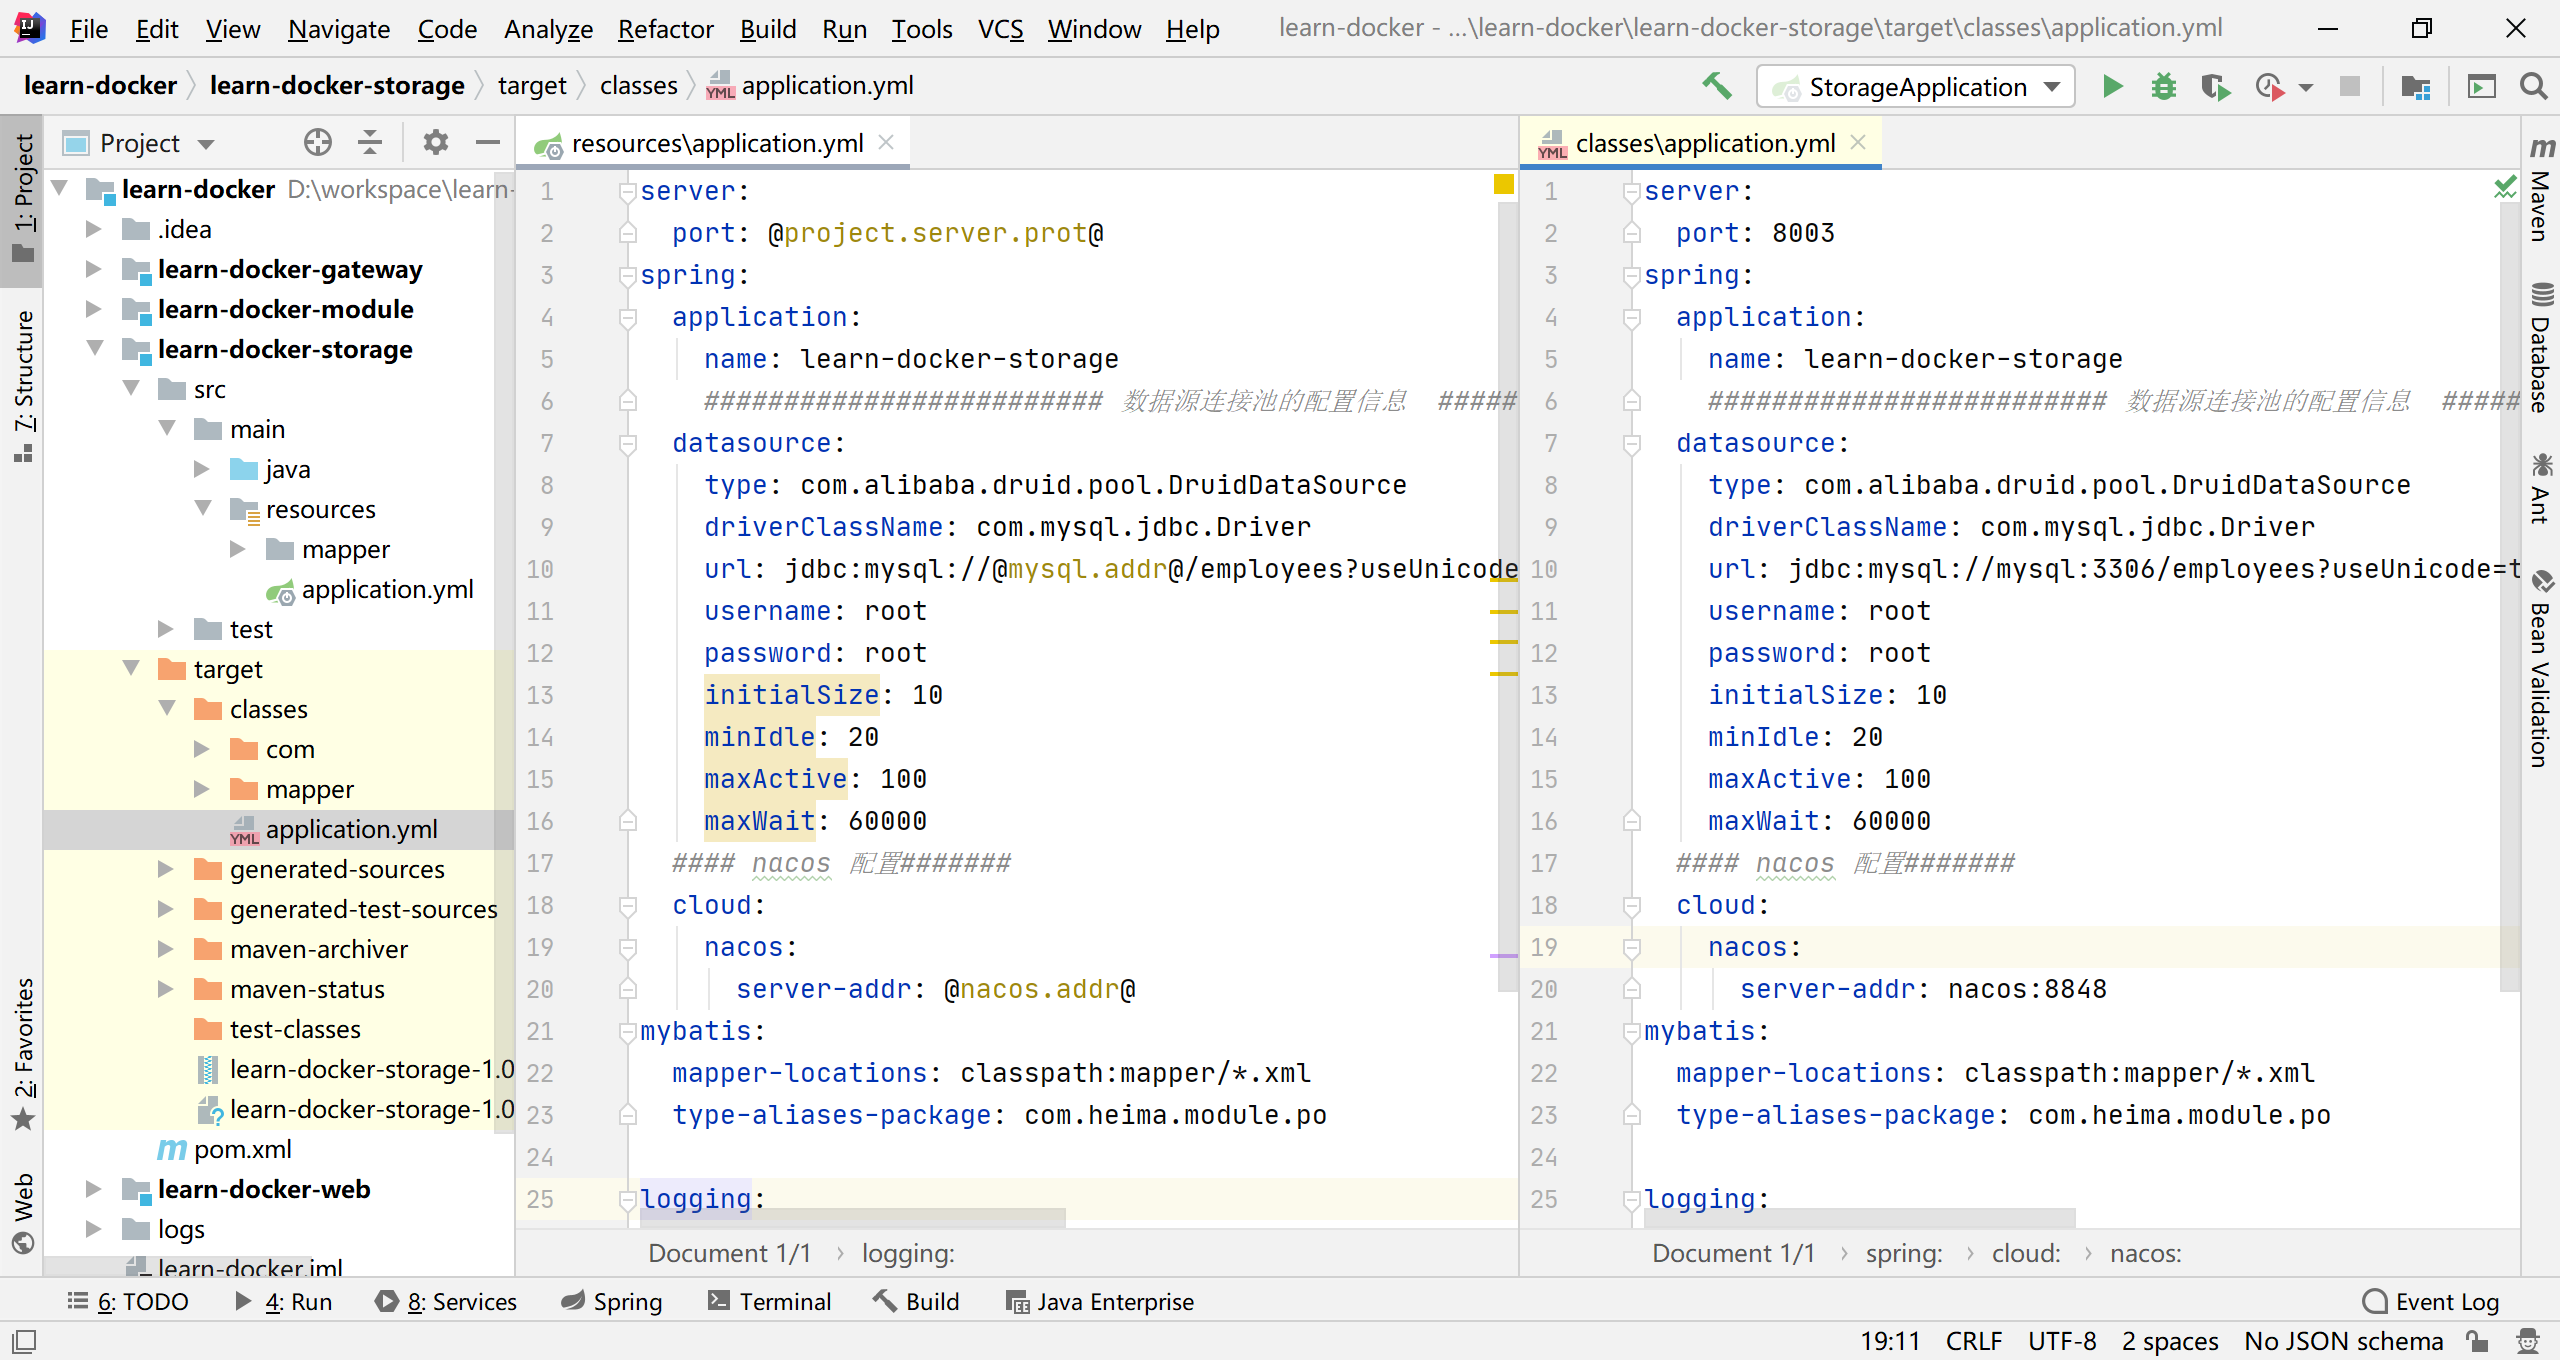 File Edit View Navigate Code Analyze Refactor Build Run Tools VCS Window Help learn-docker - ...\learn-docker\learn-docker-storage\target\classes\application.yml
learn-docker learn-docker-storage target classes application.yml StorageApplication
1: Project
7: Structure
2: Favorites
Web
Project
learn-docker D:\workspace\learn-
.idea
learn-docker-gateway
learn-docker-module
learn-docker-storage
src
main
java
resources
mapper
application.yml
test
target
classes
com
mapper
application.yml
generated-sources
generated-test-sources
maven-archiver
maven-status
test-classes
learn-docker-storage-1.0
learn-docker-storage-1.0
pom.xml
learn-docker-web
logs
learn-docker.iml
resources\application.yml
1 server:
2 port: @project.server.prot@
3 spring:
4 application:
5 name: learn-docker-storage
6 ######################### 数据源连接池的配置信息 #####
7 datasource:
8 type: com.alibaba.druid.pool.DruidDataSource
9 driverClassName: com.mysql.jdbc.Driver
10 url: jdbc:mysql://@mysql.addr@/employees?useUnicode
11 username: root
12 password: root
13 initialSize: 10
14 minIdle: 20
15 maxActive: 100
16 maxWait: 60000
17 #### nacos 配置#######
18 cloud:
19 nacos:
20 server-addr: @nacos.addr@
21 mybatis:
22 mapper-locations: classpath:mapper/*.xml
23 type-aliases-package: com.heima.module.po
24
25 logging:
Document 1/1 › logging:
classes\application.yml
1 server:
2 port: 8003
3 spring:
4 application:
5 name: learn-docker-storage
6 ######################### 数据源连接池的配置信息 #####
7 datasource:
8 type: com.alibaba.druid.pool.DruidDataSource
9 driverClassName: com.mysql.jdbc.Driver
10 url: jdbc:mysql://mysql:3306/employees?useUnicode=t
11 username: root
12 password: root
13 initialSize: 10
14 minIdle: 20
15 maxActive: 100
16 maxWait: 60000
17 #### nacos 配置#######
18 cloud:
19 nacos:
20 server-addr: nacos:8848
21 mybatis:
22 mapper-locations: classpath:mapper/*.xml
23 type-aliases-package: com.heima.module.po
24
25 logging:
Document 1/1 › spring: › cloud: › nacos:
Maven
Database
Ant
Bean Validation
6: TODO 4: Run 8: Services Spring Terminal Build Java Enterprise Event Log
19:11 CRLF UTF-8 2 spaces No JSON schema